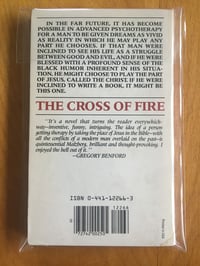 IN THE FAR FUTURE, IT HAS BECOME
POSSIBLE IN ADVANCED PSYCHOTHERAPY
FOR A MAN TO BE GIVEN DREAMS AS VIVID
AS REALITY IN WHICH HE MAY PLAY ANY
PART HE CHOOSES. IF THAT MAN WERE
INCLINED TO SEE HIS LIFE AS A STRUGGLE
BETWEEN GOOD AND EVIL, AND IF HE WERE
BLESSED WITH A PROFOUND SENSE OF THE
BLACK HUMOR INHERENT IN HIS SITUA-
TION, HE MIGHT CHOOSE TO PLAY THE PART
OF JESUS, CALLED THE CHRIST. IF HE WERE
INCLINED TO WRITE A BOOK, IT MIGHT BE
THIS ONE.
THE CROSS OF FIRE
"It's a novel that turns the reader everywhich-
way—inventive, funny, intriguing. The idea of a person
getting therapy by taking the place of Jesus in the bible—with
all the conflicts of a modern man overlaid on the past—is
quintessential Malzberg, brilliant and thought-provoking. I
enjoyed the hell out of it."
—GREGORY BENFORD
ISBN 0-441-12266-3
12266